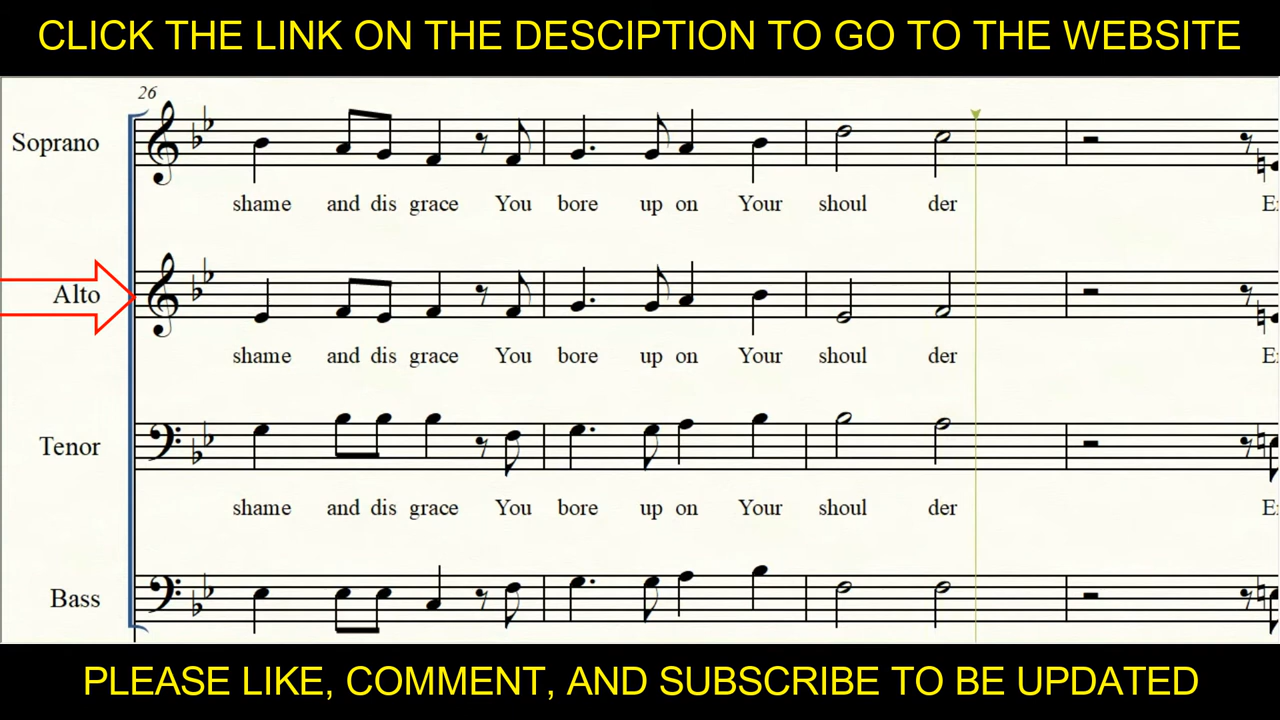 CLICK THE LINK ON THE DESCIPTION TO GO TO THE WEBSITE
26
Soprano
shame and dis grace You bore up on Your shoul der
Alto
shame and dis grace You bore up on Your shoul der
Tenor
shame and dis grace You bore up on Your shoul der
Bass
PLEASE LIKE, COMMENT, AND SUBSCRIBE TO BE UPDATED